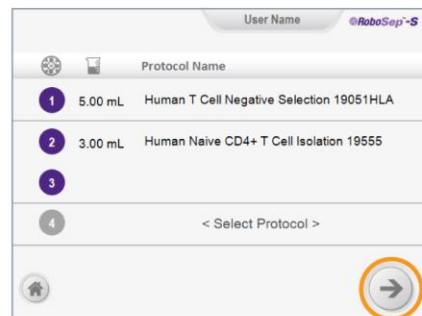 User Name
RoboSep™-S
Protocol Name
1 5.00 mL Human T Cell Negative Selection 19051HLA
2 3.00 mL Human Naive CD4+ T Cell Isolation 19555
3
4 < Select Protocol >